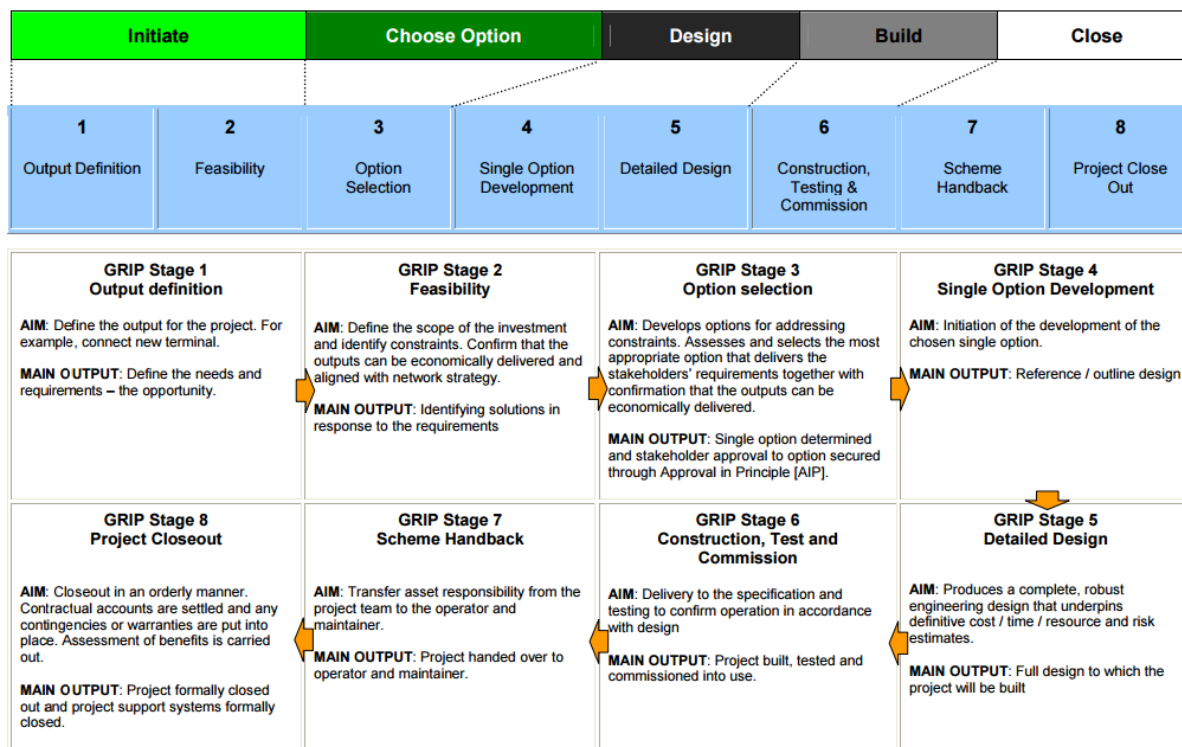 Initiate
Choose Option
Design
Build
Close
1
Output Definition
2
Feasibility
3
Option
Selection
4
Single Option
Development
5
Detailed Design
6
Construction,
Testing &
Commission
7
Scheme
Handback
8
Project Close
Out
GRIP Stage 1
Output definition
AIM: Define the output for the project. For
example, connect new terminal.
MAIN OUTPUT: Define the needs and
requirements – the opportunity.
GRIP Stage 2
Feasibility
AIM: Define the scope of the investment
and identify constraints. Confirm that the
outputs can be economically delivered and
aligned with network strategy.
MAIN OUTPUT: Identifying solutions in
response to the requirements
GRIP Stage 3
Option selection
AIM: Develops options for addressing
constraints. Assesses and selects the most
appropriate option that delivers the
stakeholders' requirements together with
confirmation that the outputs can be
economically delivered.
MAIN OUTPUT: Single option determined
and stakeholder approval to option secured
through Approval in Principle [AIP].
GRIP Stage 4
Single Option Development
AIM: Initiation of the development of the
chosen single option.
MAIN OUTPUT: Reference / outline design
GRIP Stage 8
Project Closeout
AIM: Closeout in an orderly manner.
Contractual accounts are settled and any
contingencies or warranties are put into
place. Assessment of benefits is carried
out.
MAIN OUTPUT: Project formally closed
out and project support systems formally
closed.
GRIP Stage 7
Scheme Handback
AIM: Transfer asset responsibility from the
project team to the operator and
maintainer.
MAIN OUTPUT: Project handed over to
operator and maintainer.
GRIP Stage 6
Construction, Test and
Commission
AIM: Delivery to the specification and
testing to confirm operation in accordance
with design
MAIN OUTPUT: Project built, tested and
commissioned into use.
GRIP Stage 5
Detailed Design
AIM: Produces a complete, robust
engineering design that underpins
definitive cost / time / resource and risk
estimates.
MAIN OUTPUT: Full design to which the
project will be built